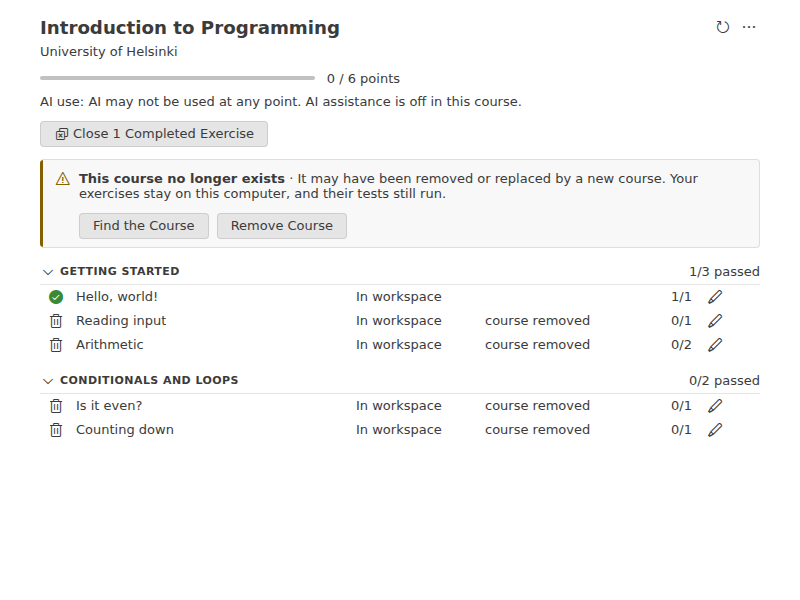 Introduction to Programming
University of Helsinki
0 / 6 points
AI use: AI may not be used at any point. AI assistance is off in this course.
Close 1 Completed Exercise
This course no longer exists · It may have been removed or replaced by a new course. Your
exercises stay on this computer, and their tests still run.
Find the Course Remove Course
GETTING STARTED 1/3 passed
Hello, world! In workspace 1/1
Reading input In workspace course removed 0/1
Arithmetic In workspace course removed 0/2
CONDITIONALS AND LOOPS 0/2 passed
Is it even? In workspace course removed 0/1
Counting down In workspace course removed 0/1